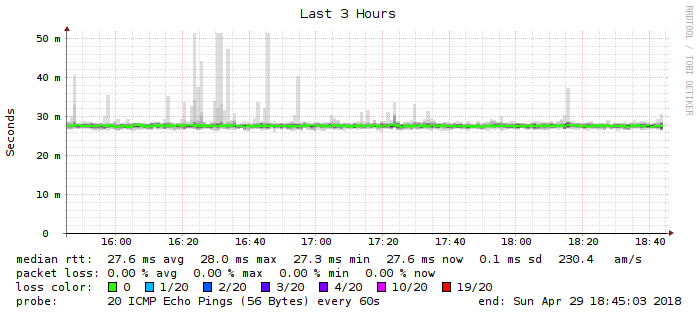 Last 3 Hours
RRDTOOL / TOBI OETIKER
Seconds
50 m
40 m
30 m
20 m
10 m
0
16:00 16:20 16:40 17:00 17:20 17:40 18:00 18:20 18:40
median rtt: 27.6 ms avg 28.0 ms max 27.3 ms min 27.6 ms now 0.1 ms sd 230.4 am/s
packet loss: 0.00 % avg 0.00 % max 0.00 % min 0.00 % now
loss color: 0 1/20 2/20 3/20 4/20 10/20 19/20
probe: 20 ICMP Echo Pings (56 Bytes) every 60s end: Sun Apr 29 18:45:03 2018